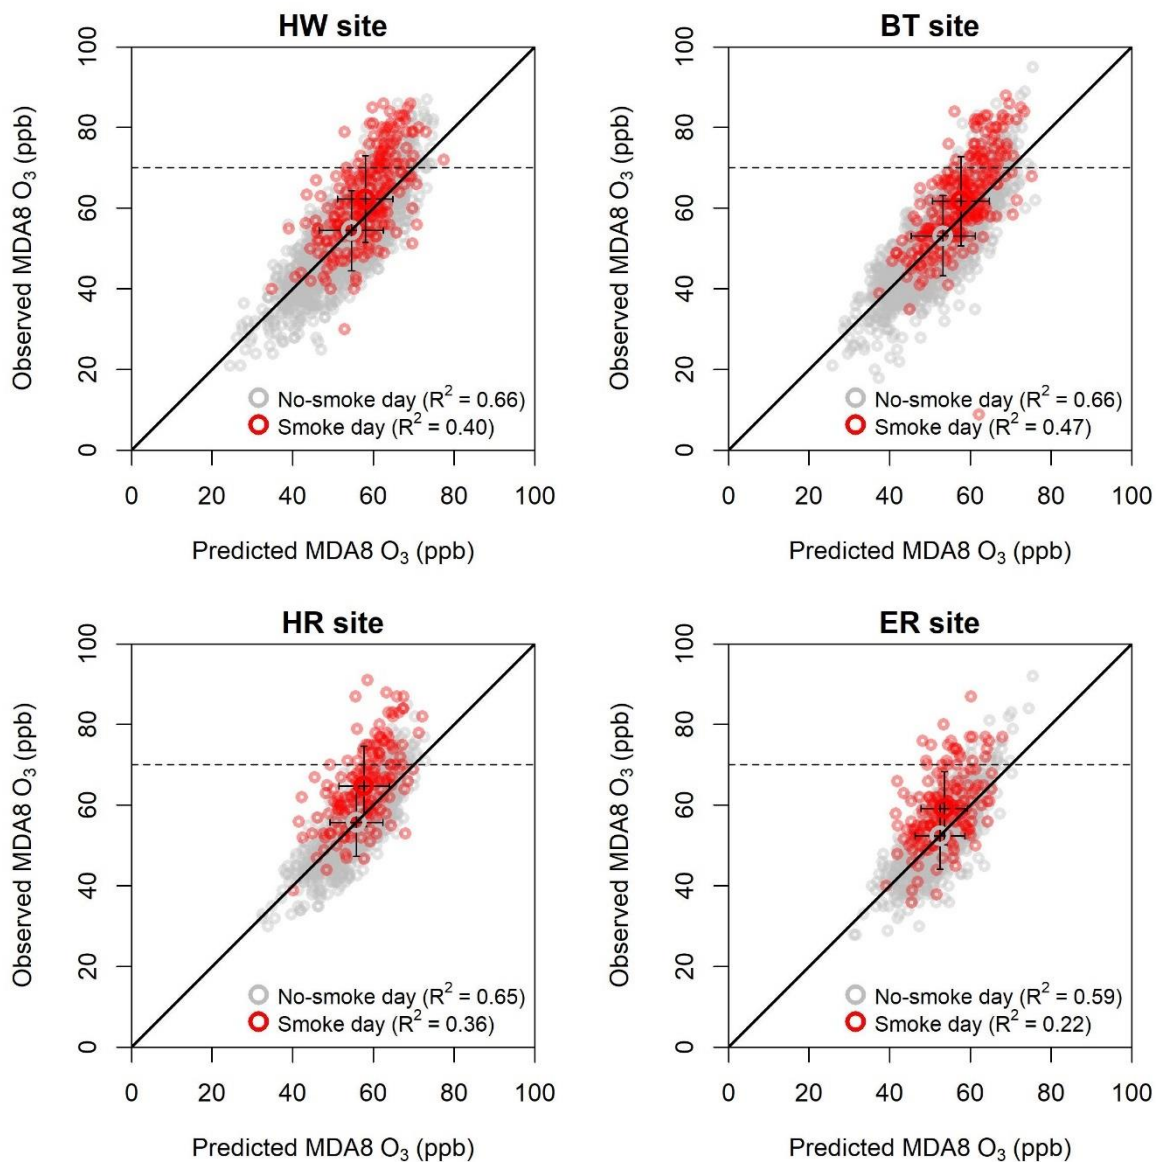 HW site
Observed MDA8 O₃ (ppb)
100
80
60
40
20
0
No-smoke day (R² = 0.66)
Smoke day (R² = 0.40)
0 20 40 60 80 100
Predicted MDA8 O₃ (ppb)
BT site
Observed MDA8 O₃ (ppb)
100
80
60
40
20
0
No-smoke day (R² = 0.66)
Smoke day (R² = 0.47)
0 20 40 60 80 100
Predicted MDA8 O₃ (ppb)
HR site
Observed MDA8 O₃ (ppb)
100
80
60
40
20
0
No-smoke day (R² = 0.65)
Smoke day (R² = 0.36)
0 20 40 60 80 100
Predicted MDA8 O₃ (ppb)
ER site
Observed MDA8 O₃ (ppb)
100
80
60
40
20
0
No-smoke day (R² = 0.59)
Smoke day (R² = 0.22)
0 20 40 60 80 100
Predicted MDA8 O₃ (ppb)